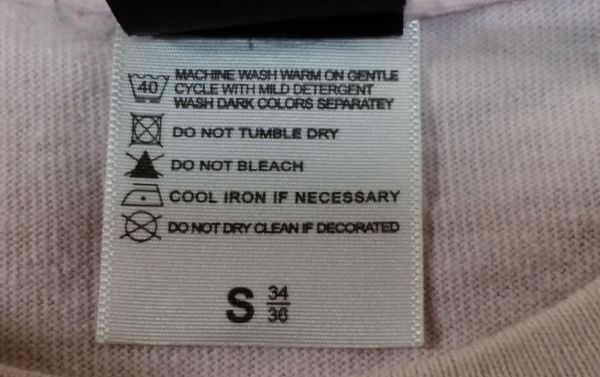 40 MACHINE WASH WARM ON GENTLE
CYCLE WITH MILD DETERGENT
WASH DARK COLORS SEPARATEY
DO NOT TUMBLE DRY
DO NOT BLEACH
COOL IRON IF NECESSARY
DO NOT DRY CLEAN IF DECORATED
S 34
36